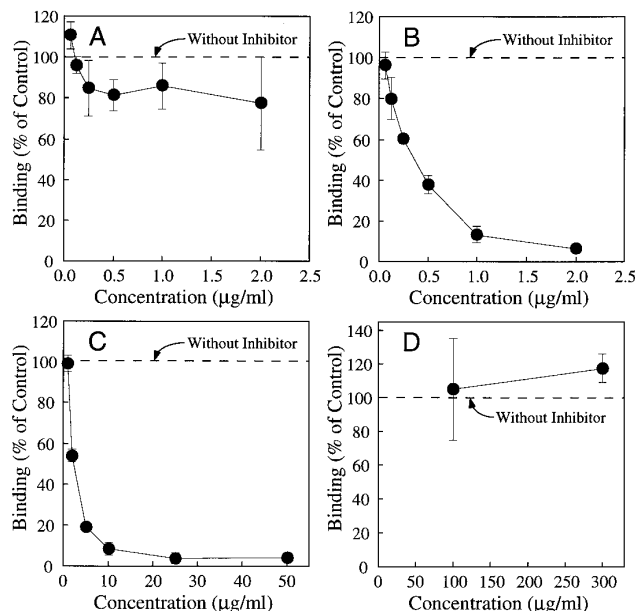 A
Without Inhibitor
Binding (% of Control)
120
100
80
60
40
20
0
0.0 0.5 1.0 1.5 2.0 2.5
Concentration (μg/ml)
B
Without Inhibitor
Binding (% of Control)
120
100
80
60
40
20
0
0.0 0.5 1.0 1.5 2.0 2.5
Concentration (μg/ml)
C
Without Inhibitor
Binding (% of Control)
120
100
80
60
40
20
0
0 10 20 30 40 50
Concentration (μg/ml)
D
Without Inhibitor
Binding (% of Control)
140
120
100
80
60
40
20
0
0 50 100 150 200 250 300
Concentration (μg/ml)